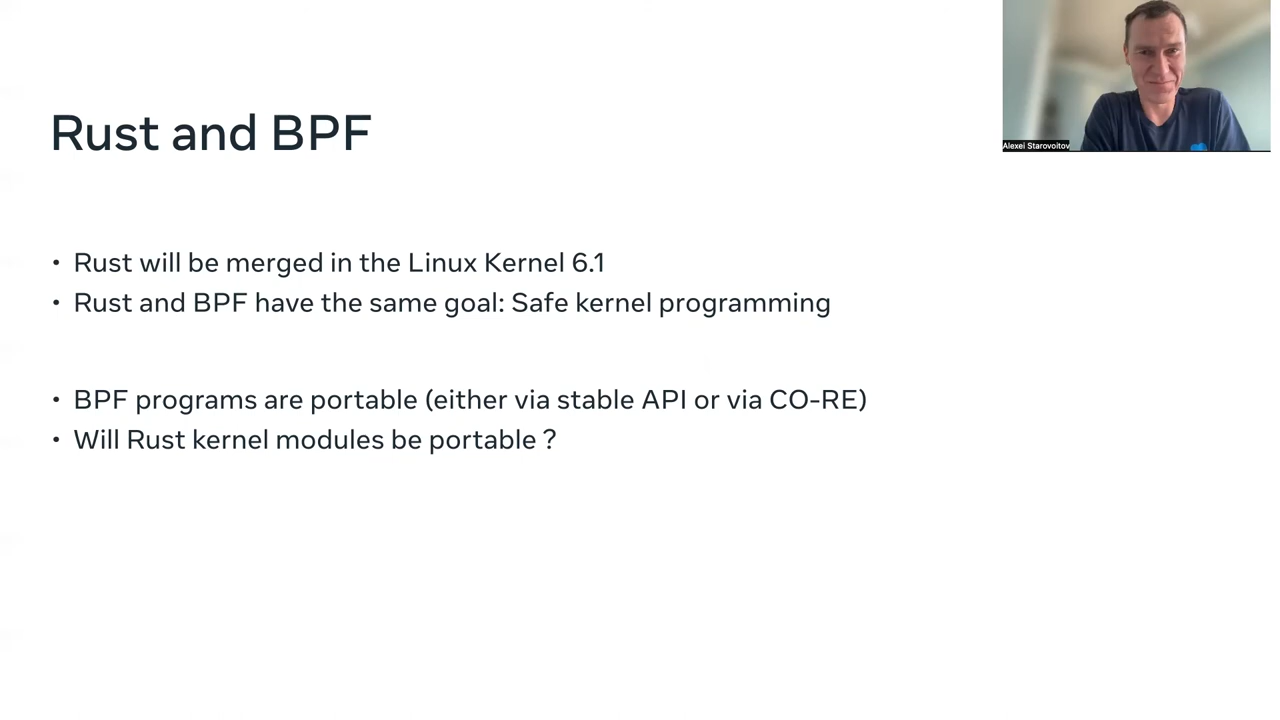 Alexei Starovoitov
Rust and BPF
• Rust will be merged in the Linux Kernel 6.1
• Rust and BPF have the same goal: Safe kernel programming
• BPF programs are portable (either via stable API or via CO-RE)
• Will Rust kernel modules be portable ?